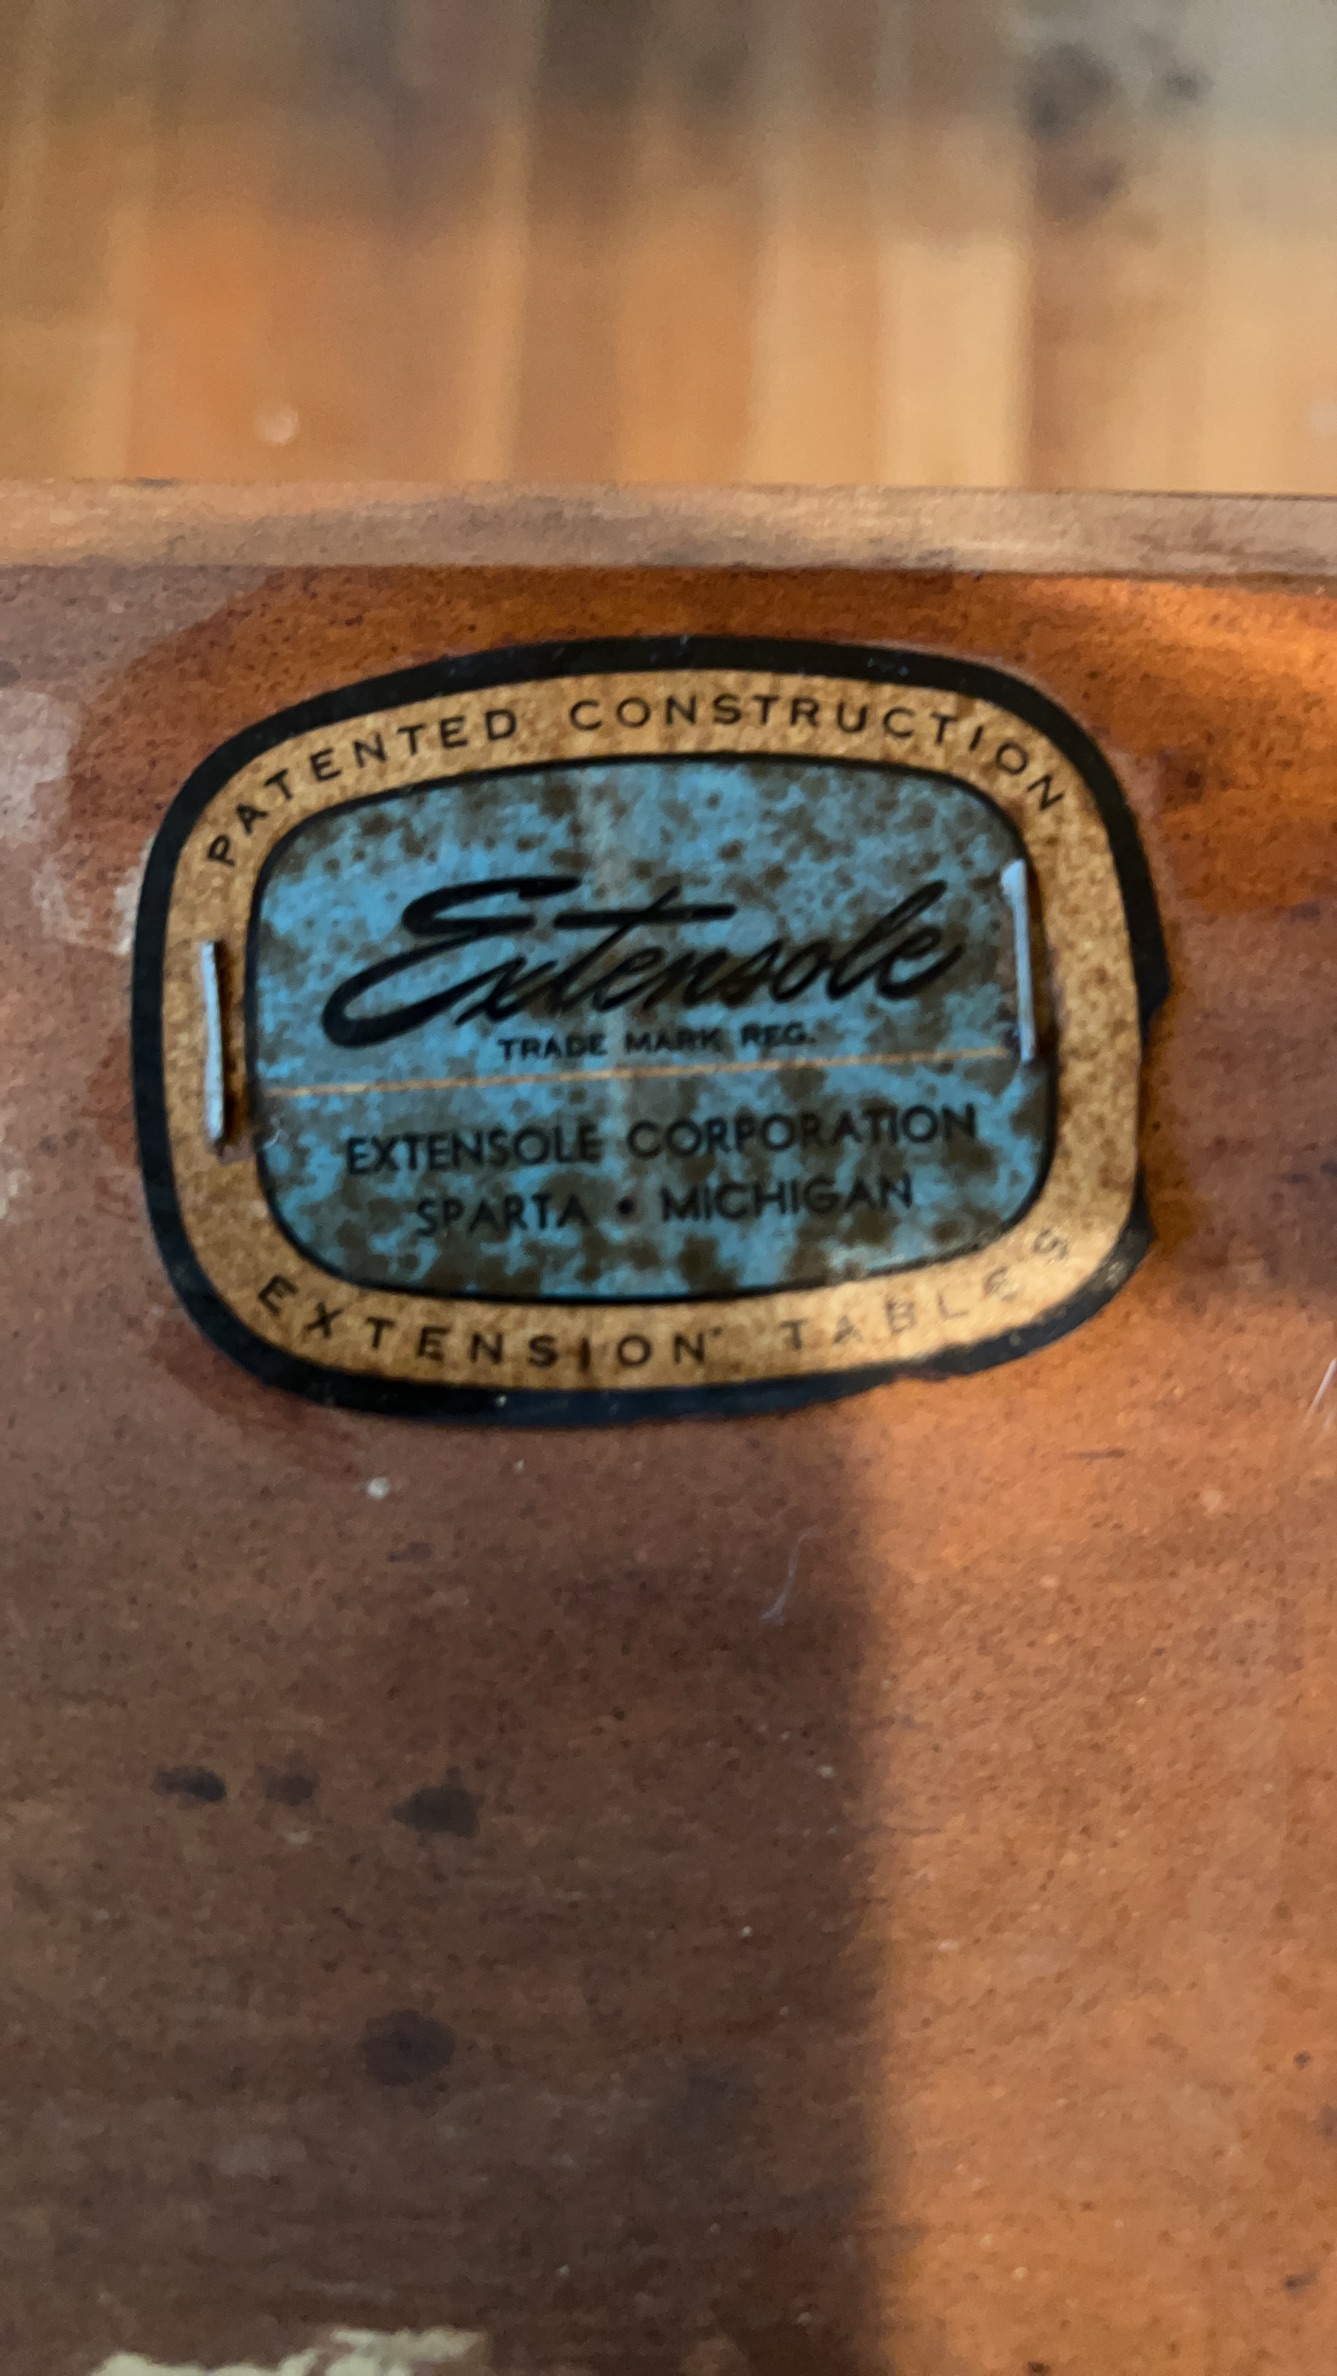 PATENTED CONSTRUCTION
Extensole
TRADE MARK REG.
EXTENSOLE CORPORATION
SPARTA • MICHIGAN
EXTENSION TABLES